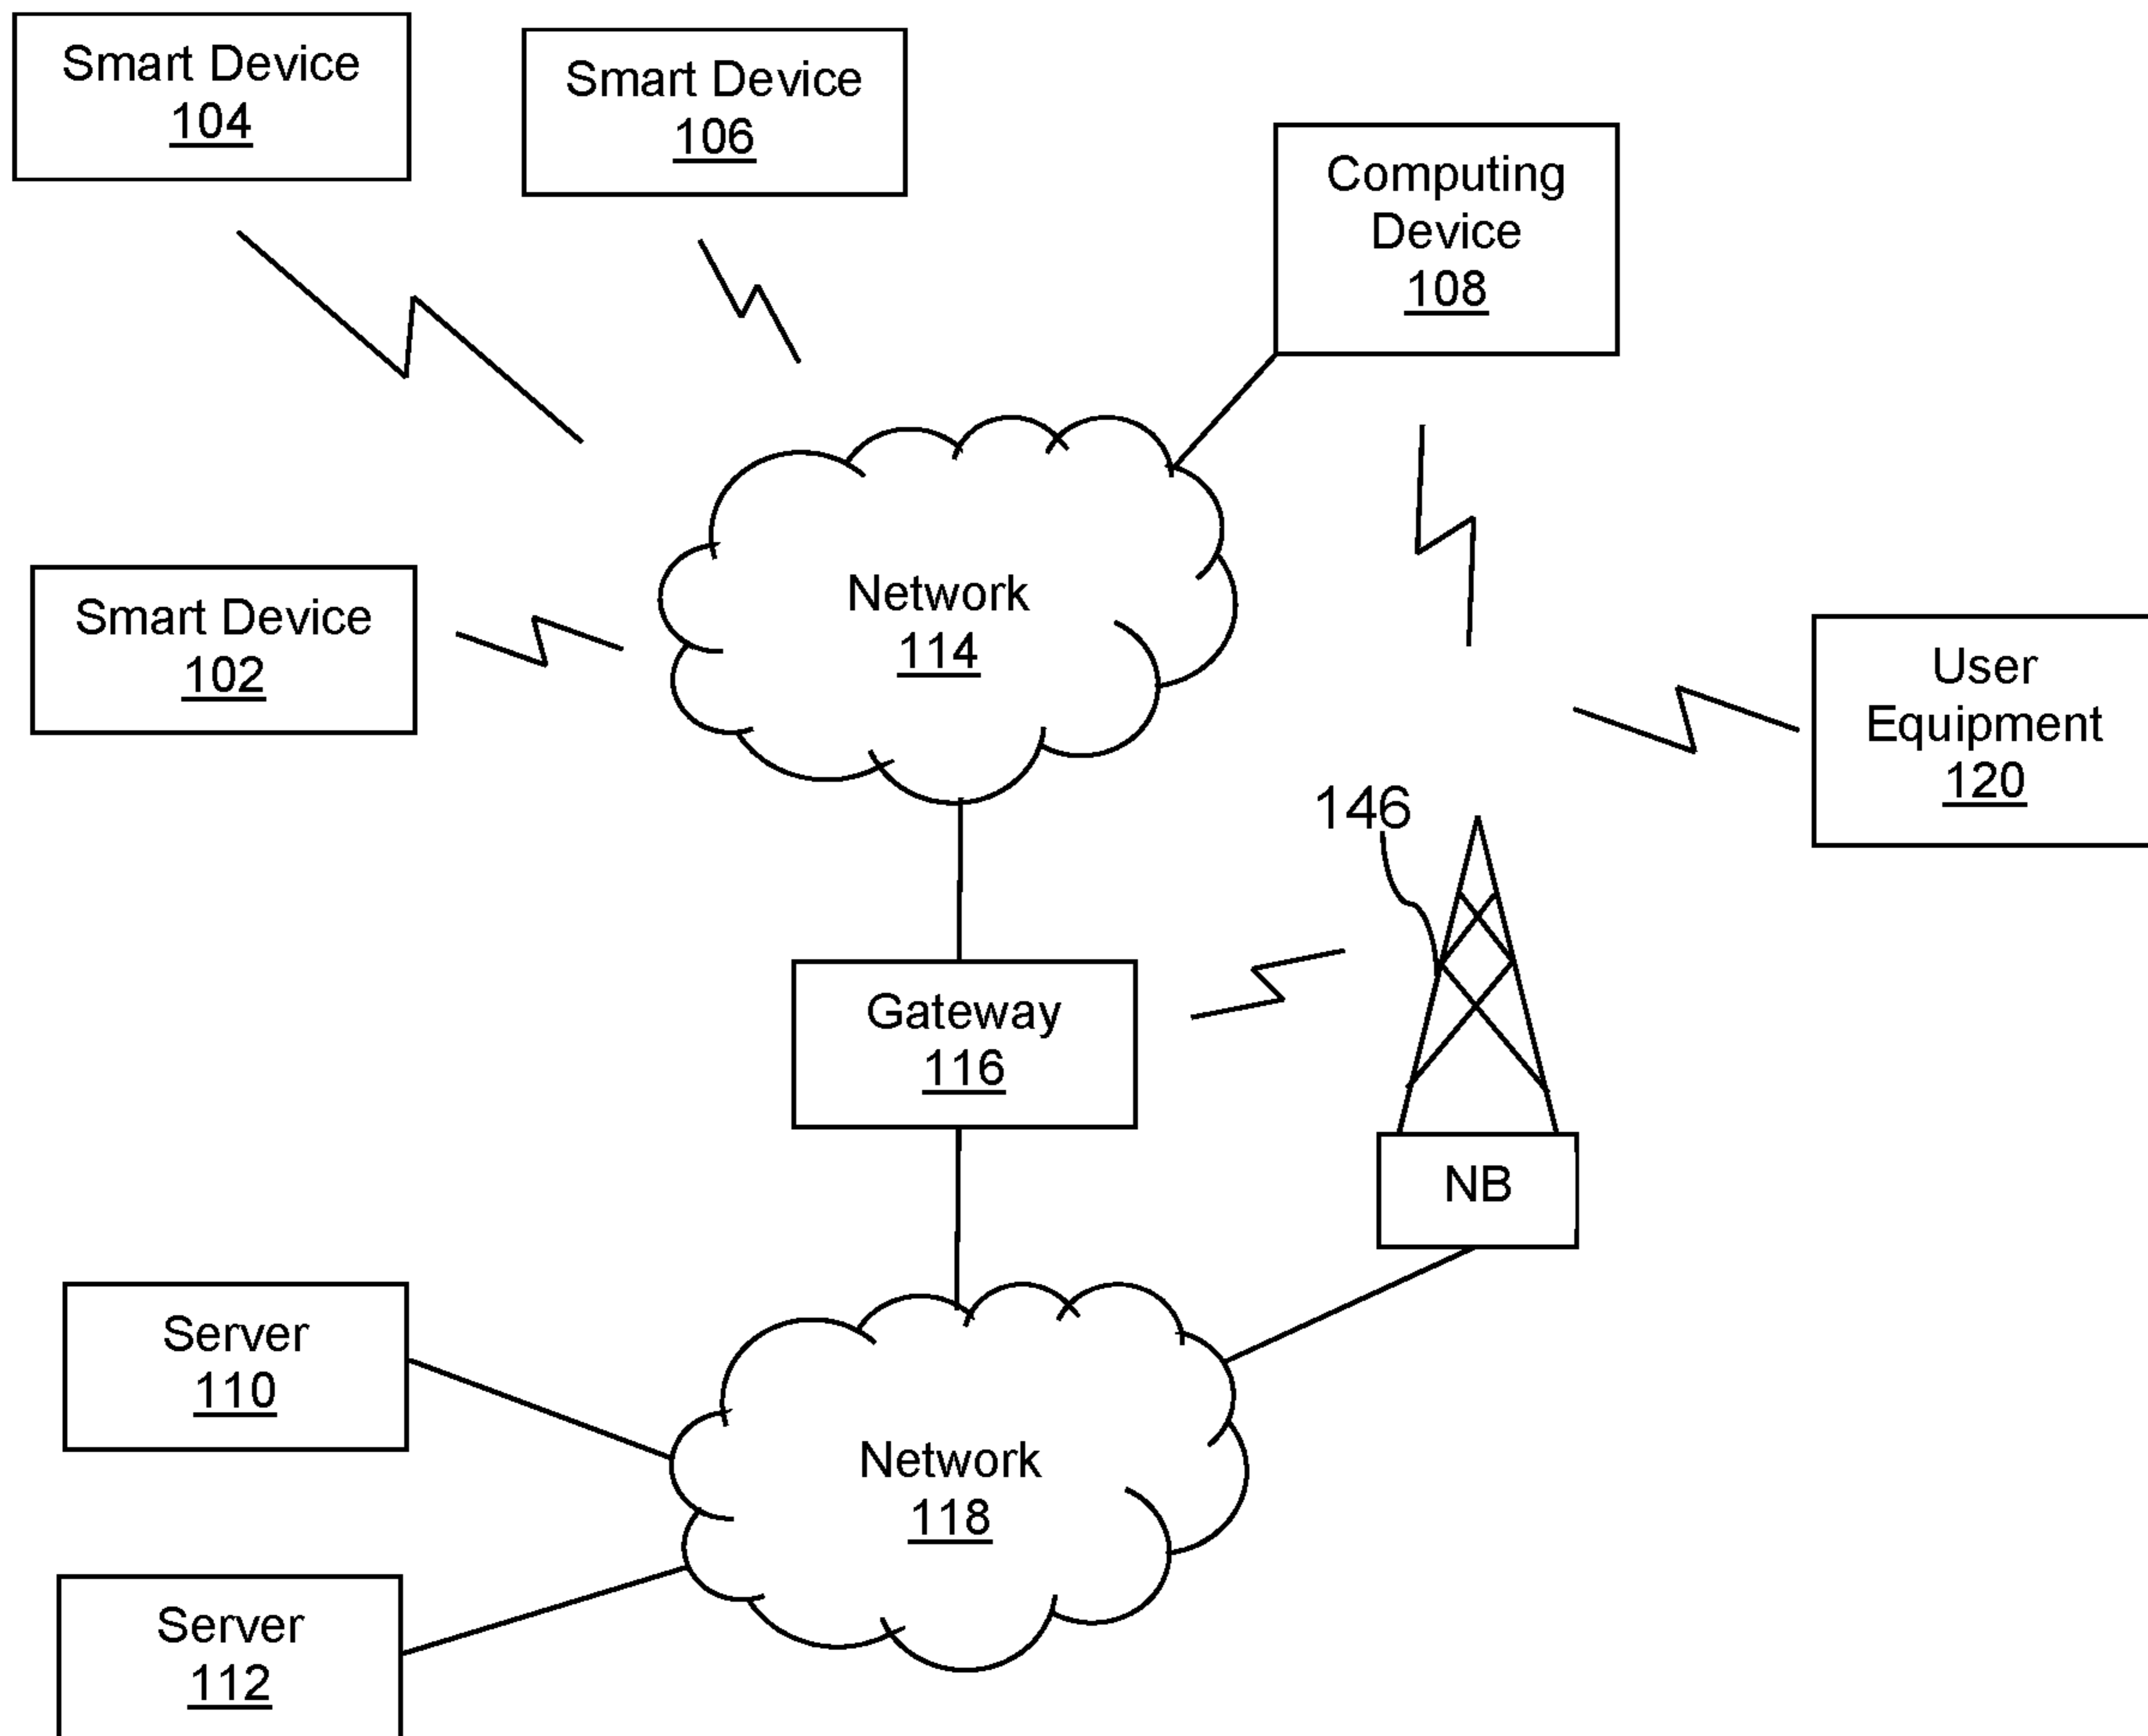 Smart Device
104
Smart Device
106
Computing
Device
108
Network
114
Smart Device
102
User
Equipment
120
146
Gateway
116
NB
Server
110
Network
118
Server
112